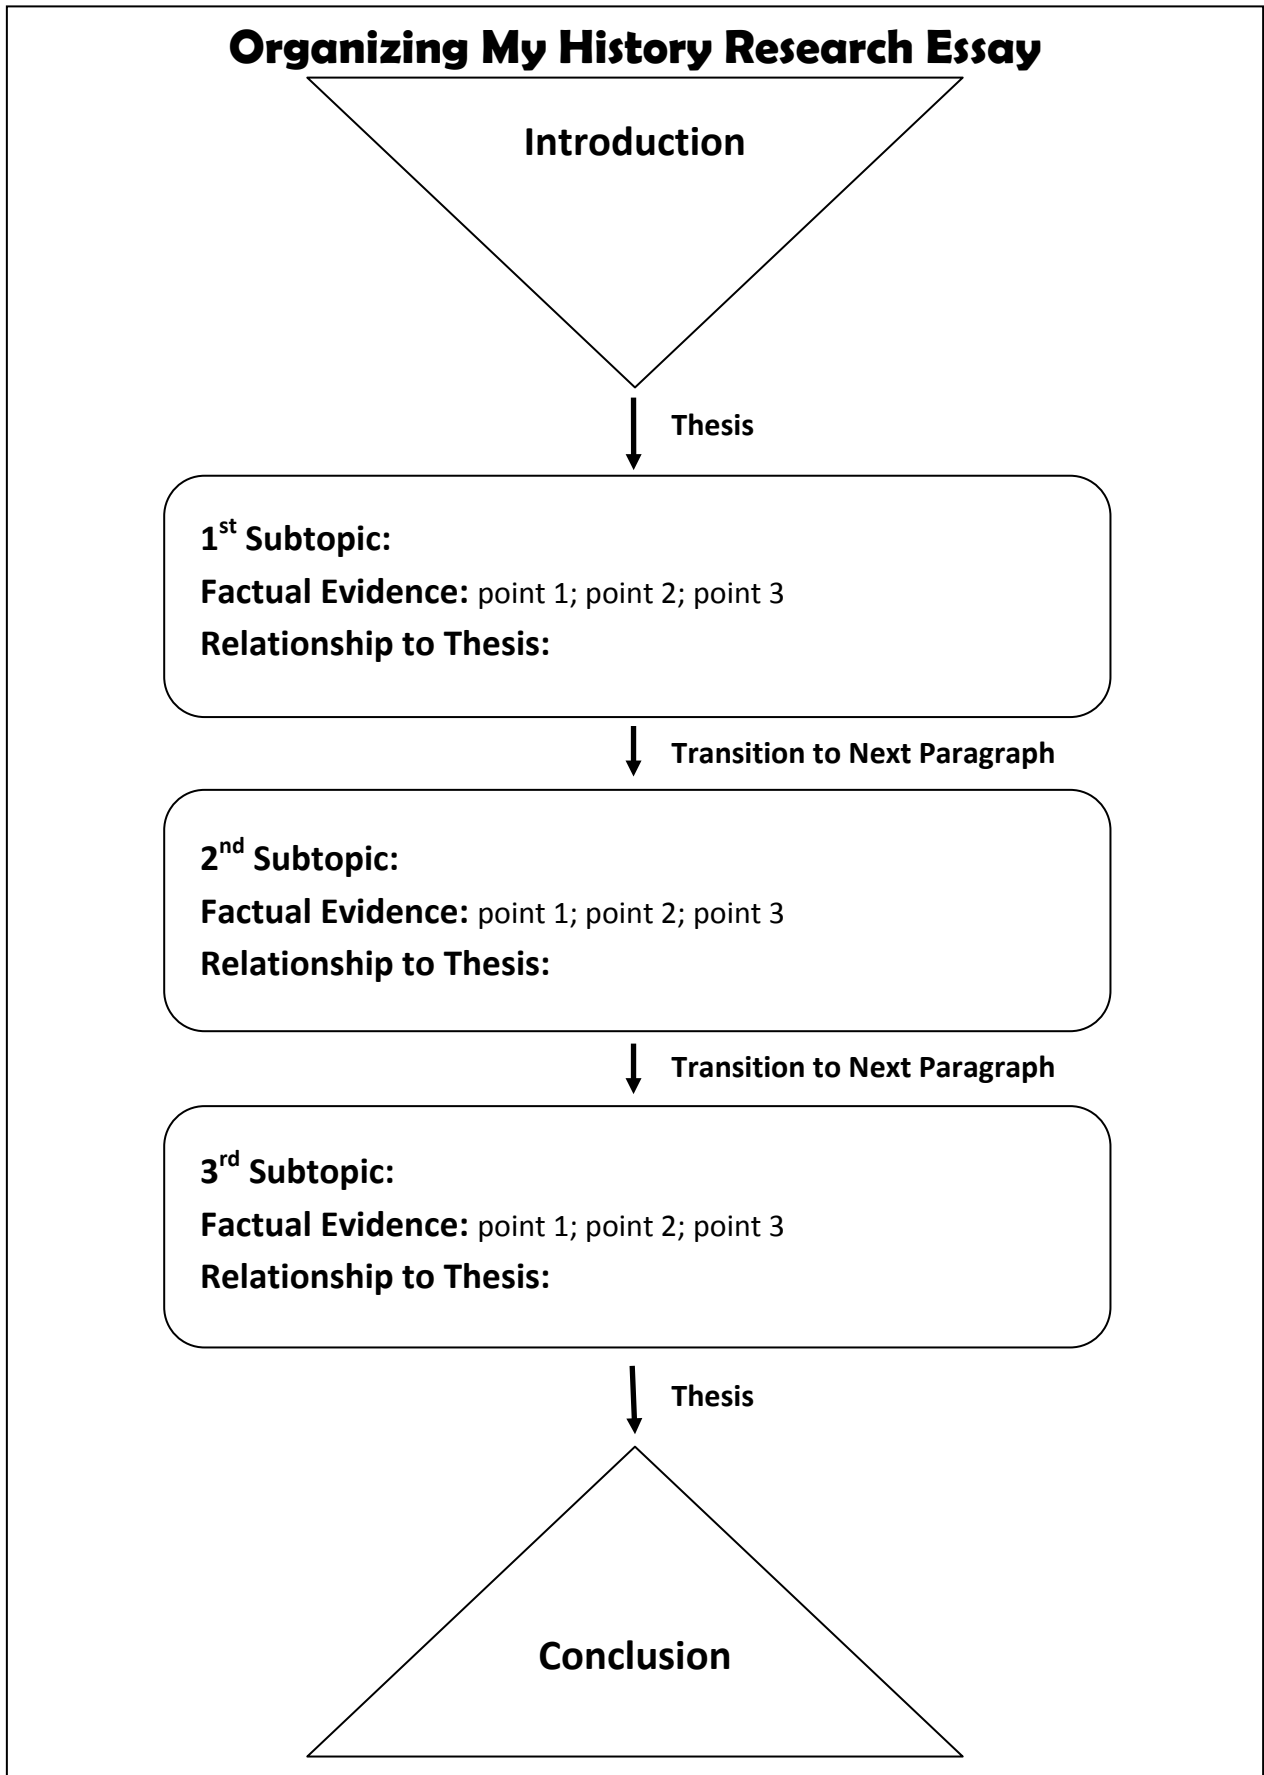 Organizing My History Research Essay
Introduction
Thesis
1st Subtopic:
Factual Evidence: point 1; point 2; point 3
Relationship to Thesis:
Transition to Next Paragraph
2nd Subtopic:
Factual Evidence: point 1; point 2; point 3
Relationship to Thesis:
Transition to Next Paragraph
3rd Subtopic:
Factual Evidence: point 1; point 2; point 3
Relationship to Thesis:
Thesis
Conclusion